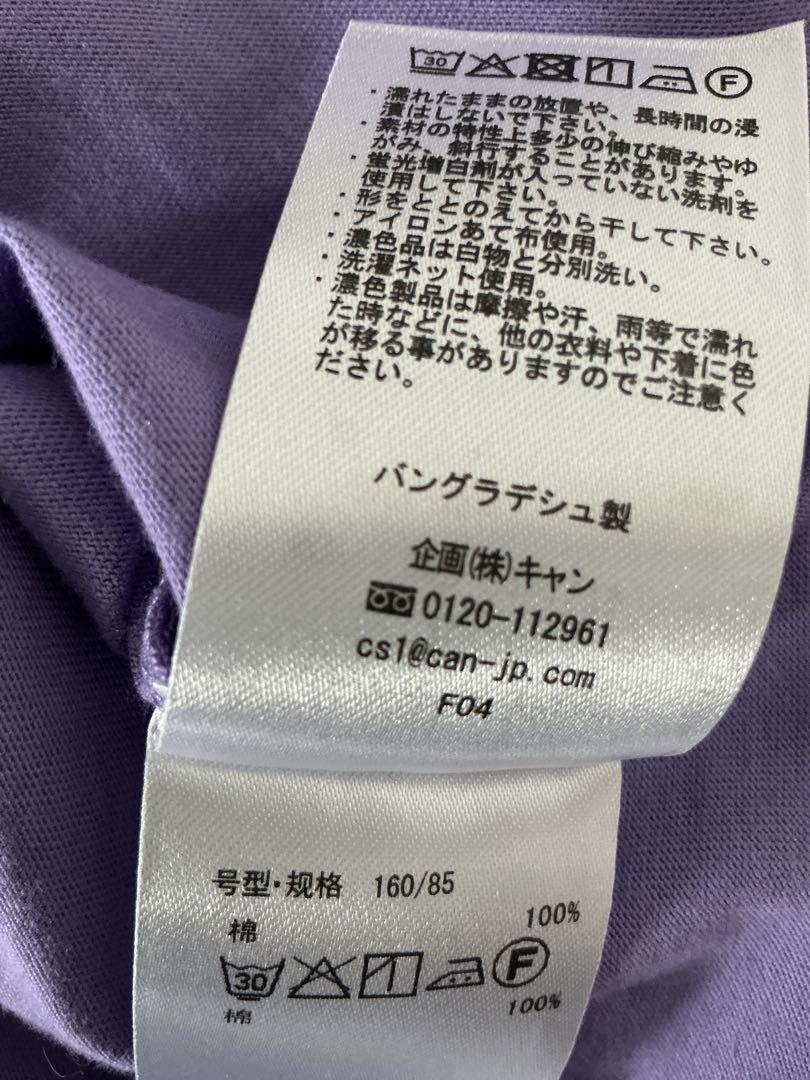 30 F
・濡れたままの放置や、長時間の浸
漬はしないで下さい。
・素材の特性上多少の伸び縮みやゆ
がみ、斜行することがあります。
・蛍光増白剤が入っていない洗剤を
使用して下さい。
・形をととのえてから干して下さい。
・アイロンあて布使用。
・濃色品は白物と分別洗い。
・洗濯ネット使用。
・濃色製品は摩擦や汗、雨等で濡れ
た時などに、他の衣料や下着に色
が移る事がありますのでご注意く
ださい。
バングラデシュ製
企画(株)キャン
0120-112961
cs1@can-jp.com
F04
号型·规格 160/85
棉 100%
30 F
棉 100%